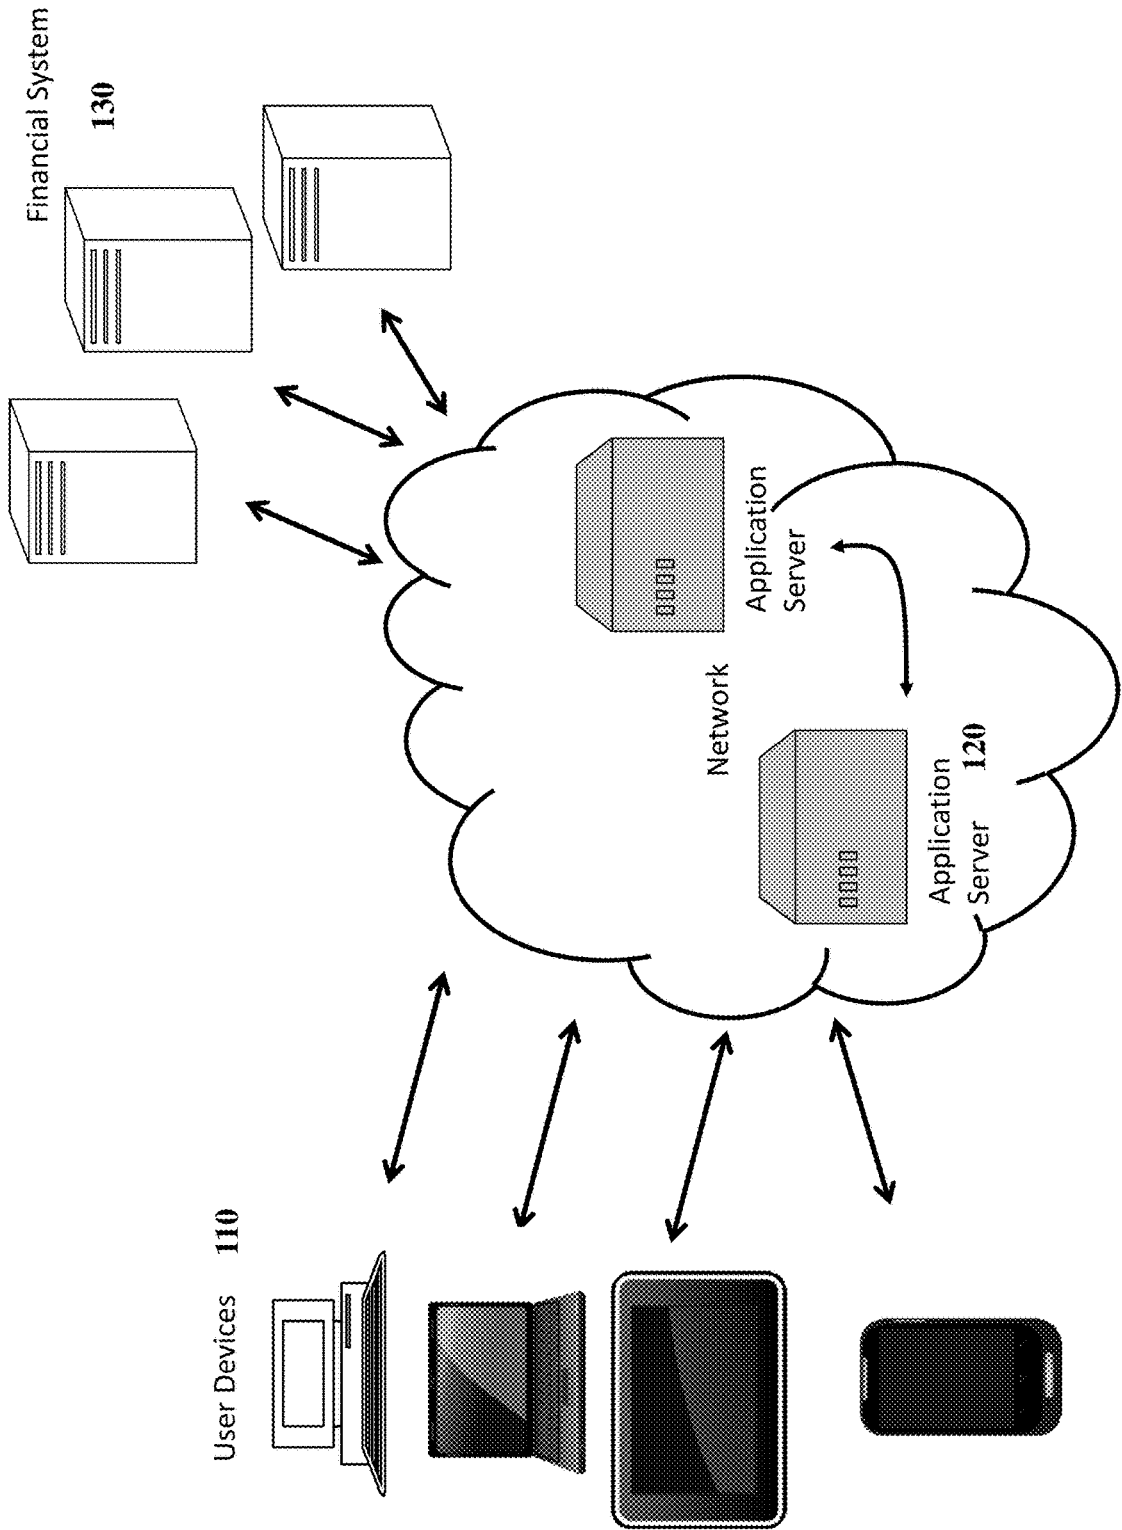 User Devices 110
Network
Application
Server 120
Application
Server
Financial System
130